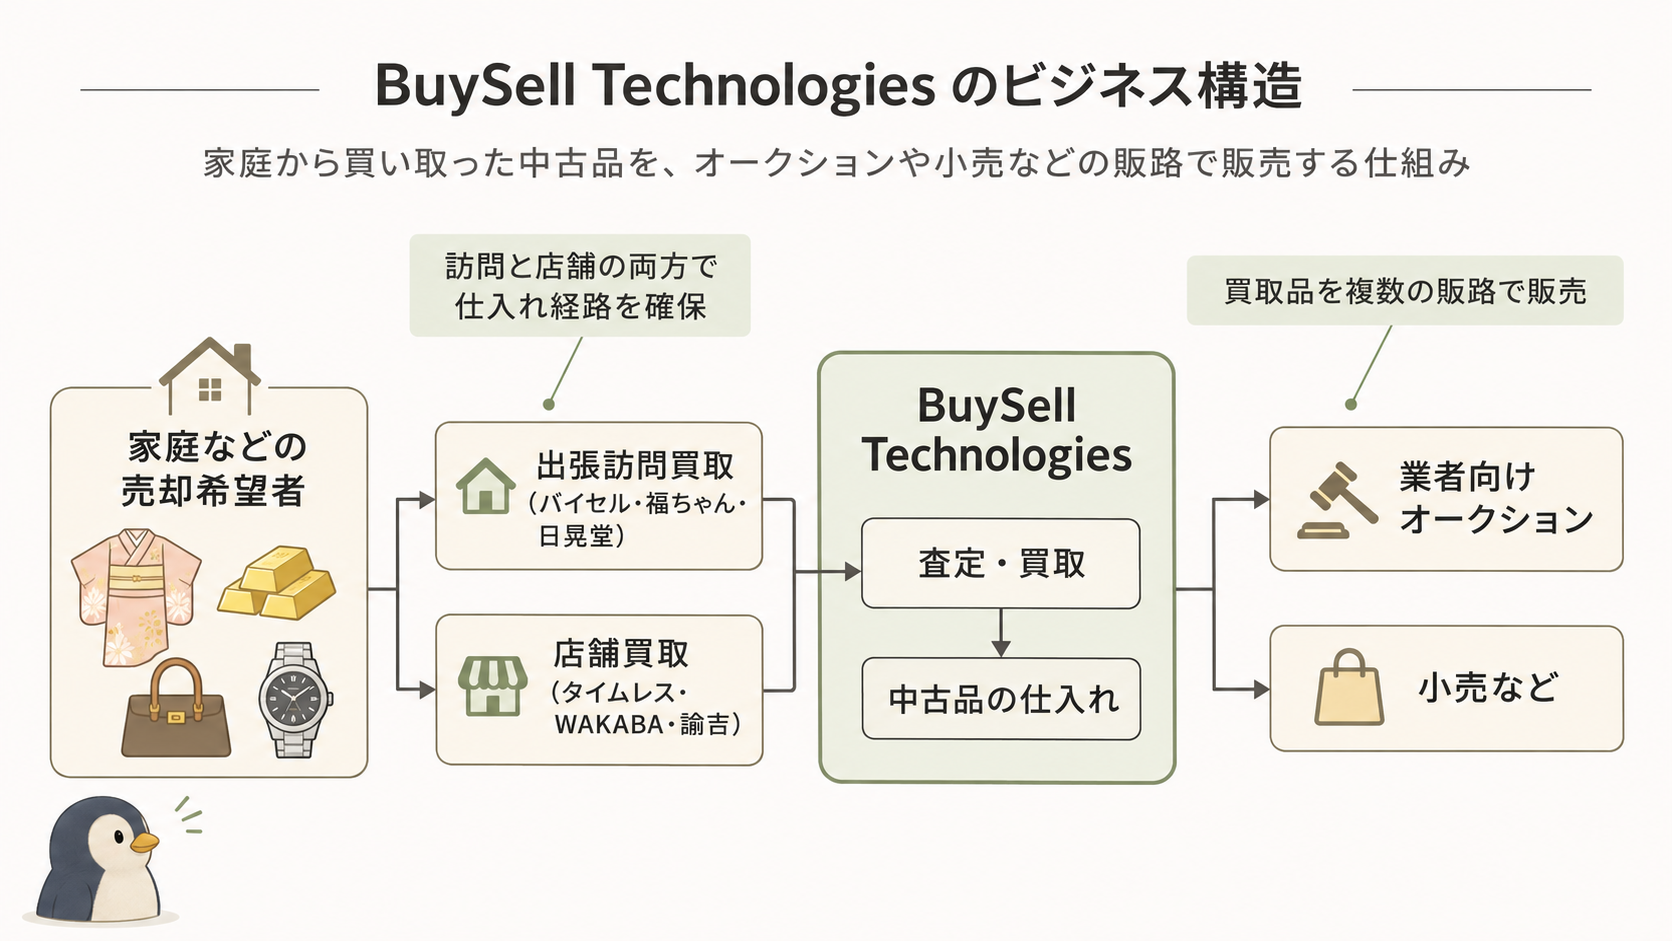 BuySell Technologies のビジネス構造
家庭から買い取った中古品を、オークションや小売などの販路で販売する仕組み
訪問と店舗の両方で
仕入れ経路を確保
買取品を複数の販路で販売
家庭などの
売却希望者
出張訪問買取
（バイセル・福ちゃん・
日晃堂）
店舗買取
（タイムレス・
WAKABA・諭吉）
BuySell
Technologies
査定・買取
中古品の仕入れ
業者向け
オークション
小売など